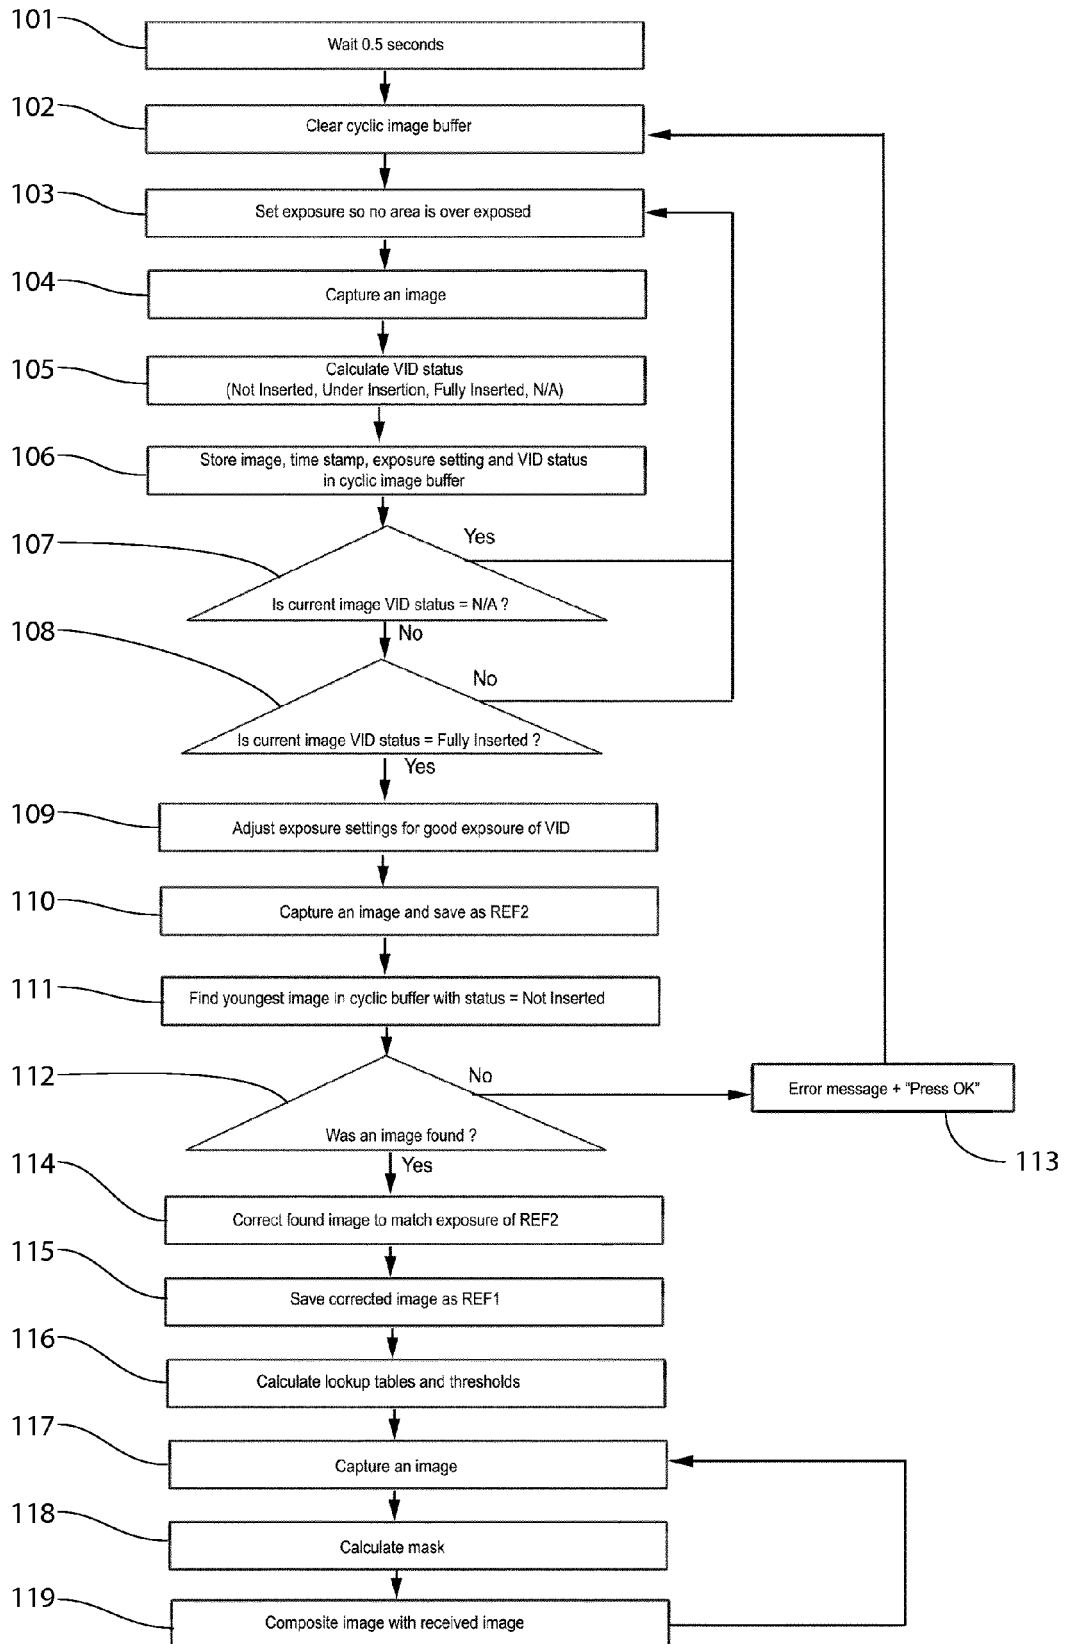 101
Wait 0.5 seconds
102
Clear cyclic image buffer
103
Set exposure so no area is over exposed
104
Capture an image
105
Calculate VID status
(Not Inserted, Under Insertion, Fully Inserted, N/A)
106
Store image, time stamp, exposure setting and VID status
in cyclic image buffer
107
Yes
Is current image VID status = N/A ?
No
108
No
Is current image VID status = Fully Inserted ?
Yes
109
Adjust exposure settings for good expsoure of VID
110
Capture an image and save as REF2
111
Find youngest image in cyclic buffer with status = Not Inserted
112
No
Was an image found ?
Yes
Error message + “Press OK”
113
114
Correct found image to match exposure of REF2
115
Save corrected image as REF1
116
Calculate lookup tables and thresholds
117
Capture an image
118
Calculate mask
119
Composite image with received image